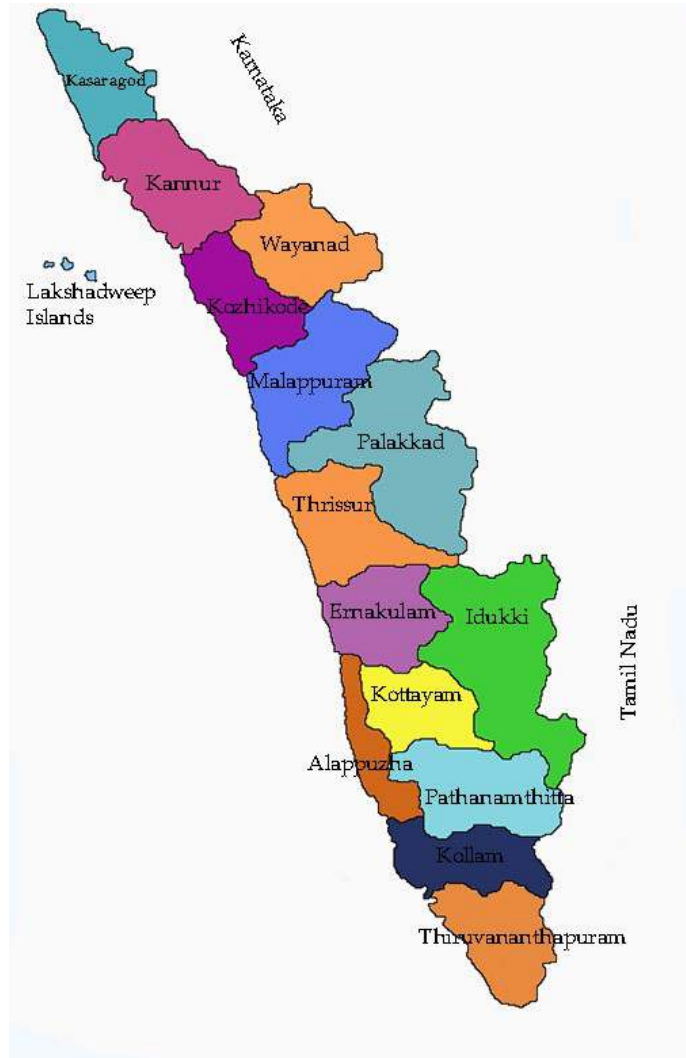 Karnataka
Kasaragod
Kannur
Wayanad
Lakshadweep
Islands
Kozhikode
Malappuram
Palakkad
Thrissur
Ernakulam
Idukki
Tamil Nadu
Kottayam
Alappuzha
Pathanamthitta
Kollam
Thiruvananthapuram